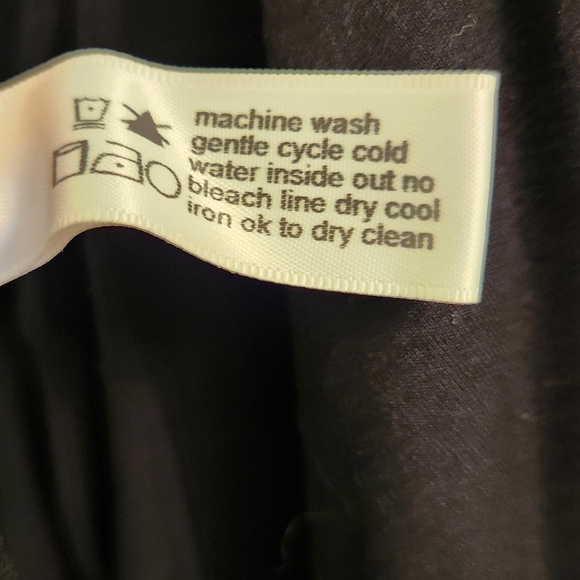 machine wash
gentle cycle cold
water inside out no
bleach line dry cool
iron ok to dry clean